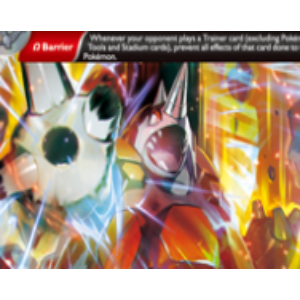 Ω Barrier Whenever your opponent plays a Trainer card (excluding Poké
Tools and Stadium cards), prevent all effects of that card done to
Pokémon.